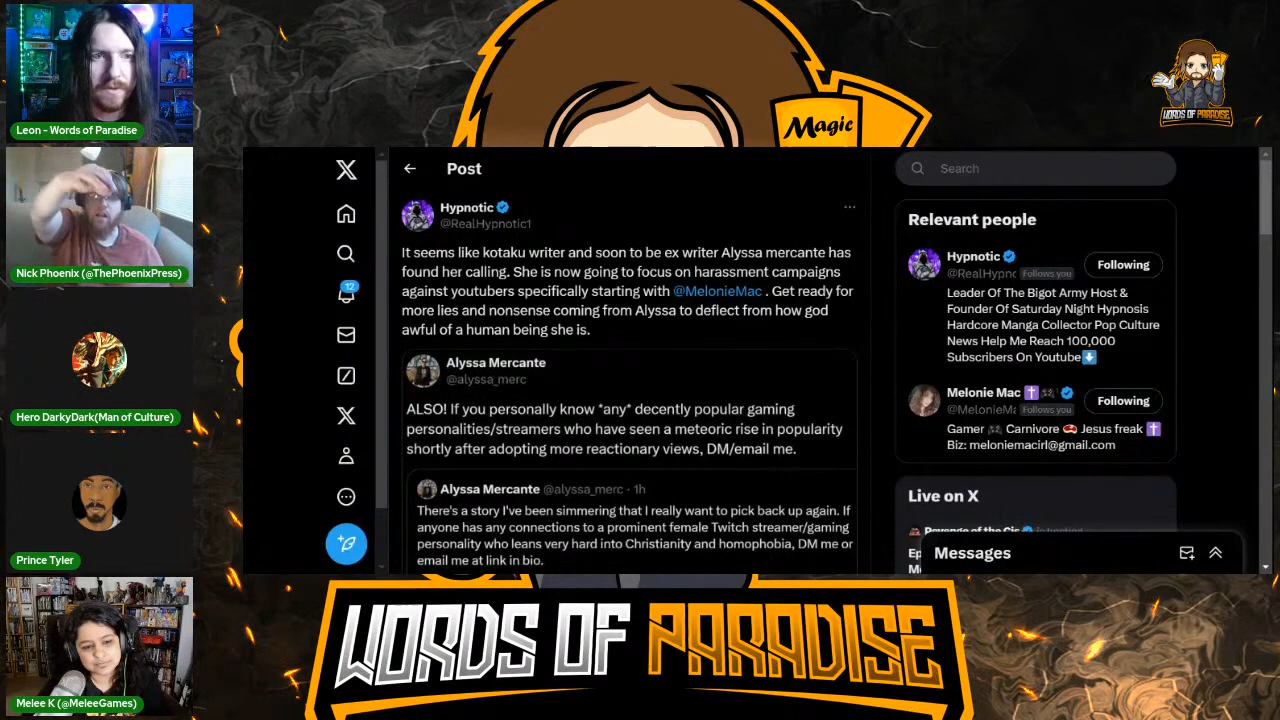 Leon - Words of Paradise
Nick Phoenix (@ThePhoenixPress)
Hero DarkyDark(Man of Culture)
Prince Tyler
Melee K (@MeleeGames)
Magic
WORDS OF PARADISE
12
Post
Hypnotic
@RealHypnotic1
It seems like kotaku writer and soon to be ex writer Alyssa mercante has
found her calling. She is now going to focus on harassment campaigns
against youtubers specifically starting with @MelonieMac . Get ready for
more lies and nonsense coming from Alyssa to deflect from how god
awful of a human being she is.
Alyssa Mercante
@alyssa_merc
ALSO! If you personally know *any* decently popular gaming
personalities/streamers who have seen a meteoric rise in popularity
shortly after adopting more reactionary views, DM/email me.
Alyssa Mercante @alyssa_merc · 1h
There's a story I've been simmering that I really want to pick back up again. If
anyone has any connections to a prominent female Twitch streamer/gaming
personality who leans very hard into Christianity and homophobia, DM me or
email me at link in bio.
Search
Relevant people
Hypnotic
@RealHypno Follows you
Following
Leader Of The Bigot Army Host &
Founder Of Saturday Night Hypnosis
Hardcore Manga Collector Pop Culture
News Help Me Reach 100,000
Subscribers On Youtube
Melonie Mac
@MelonieMa Follows you
Following
Gamer Carnivore Jesus freak
Biz: meloniemacirl@gmail.com
Live on X
Revenge of the Cis
Messages
WORDS OF PARADISE